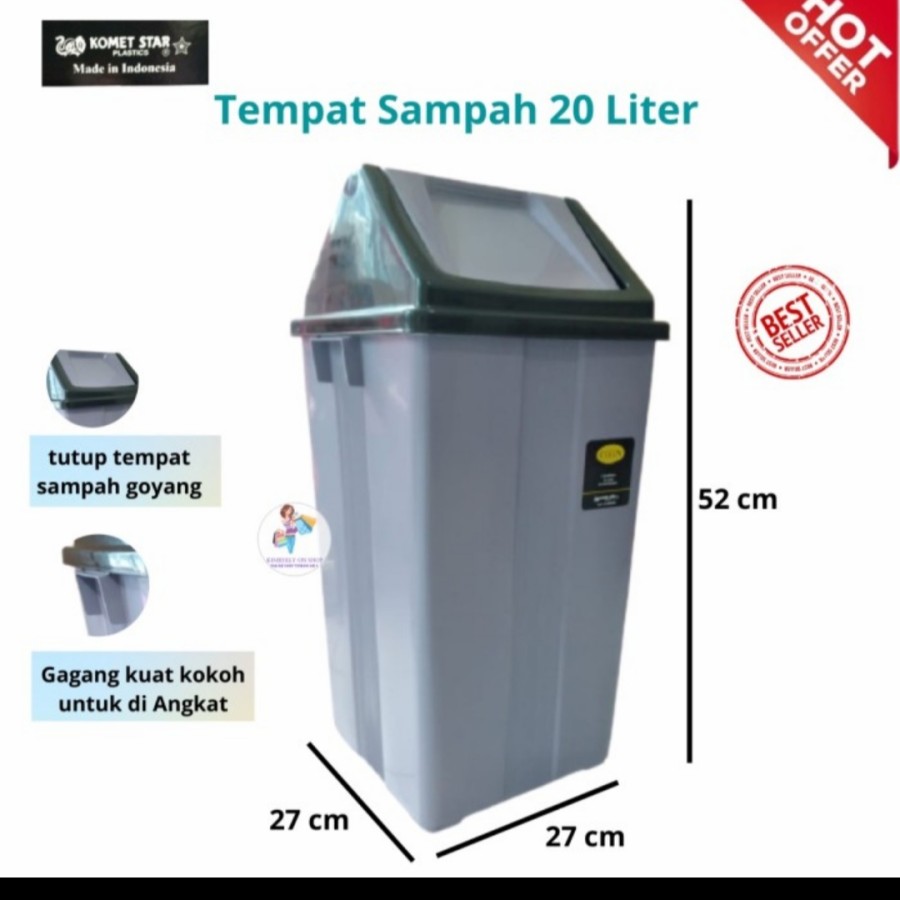 KOMET STAR
PLASTICS
Made in Indonesia
HOT
OFFER
Tempat Sampah 20 Liter
BEST
SELLER
tutup tempat
sampah goyang
52 cm
Gagang kuat kokoh
untuk di Angkat
27 cm
27 cm